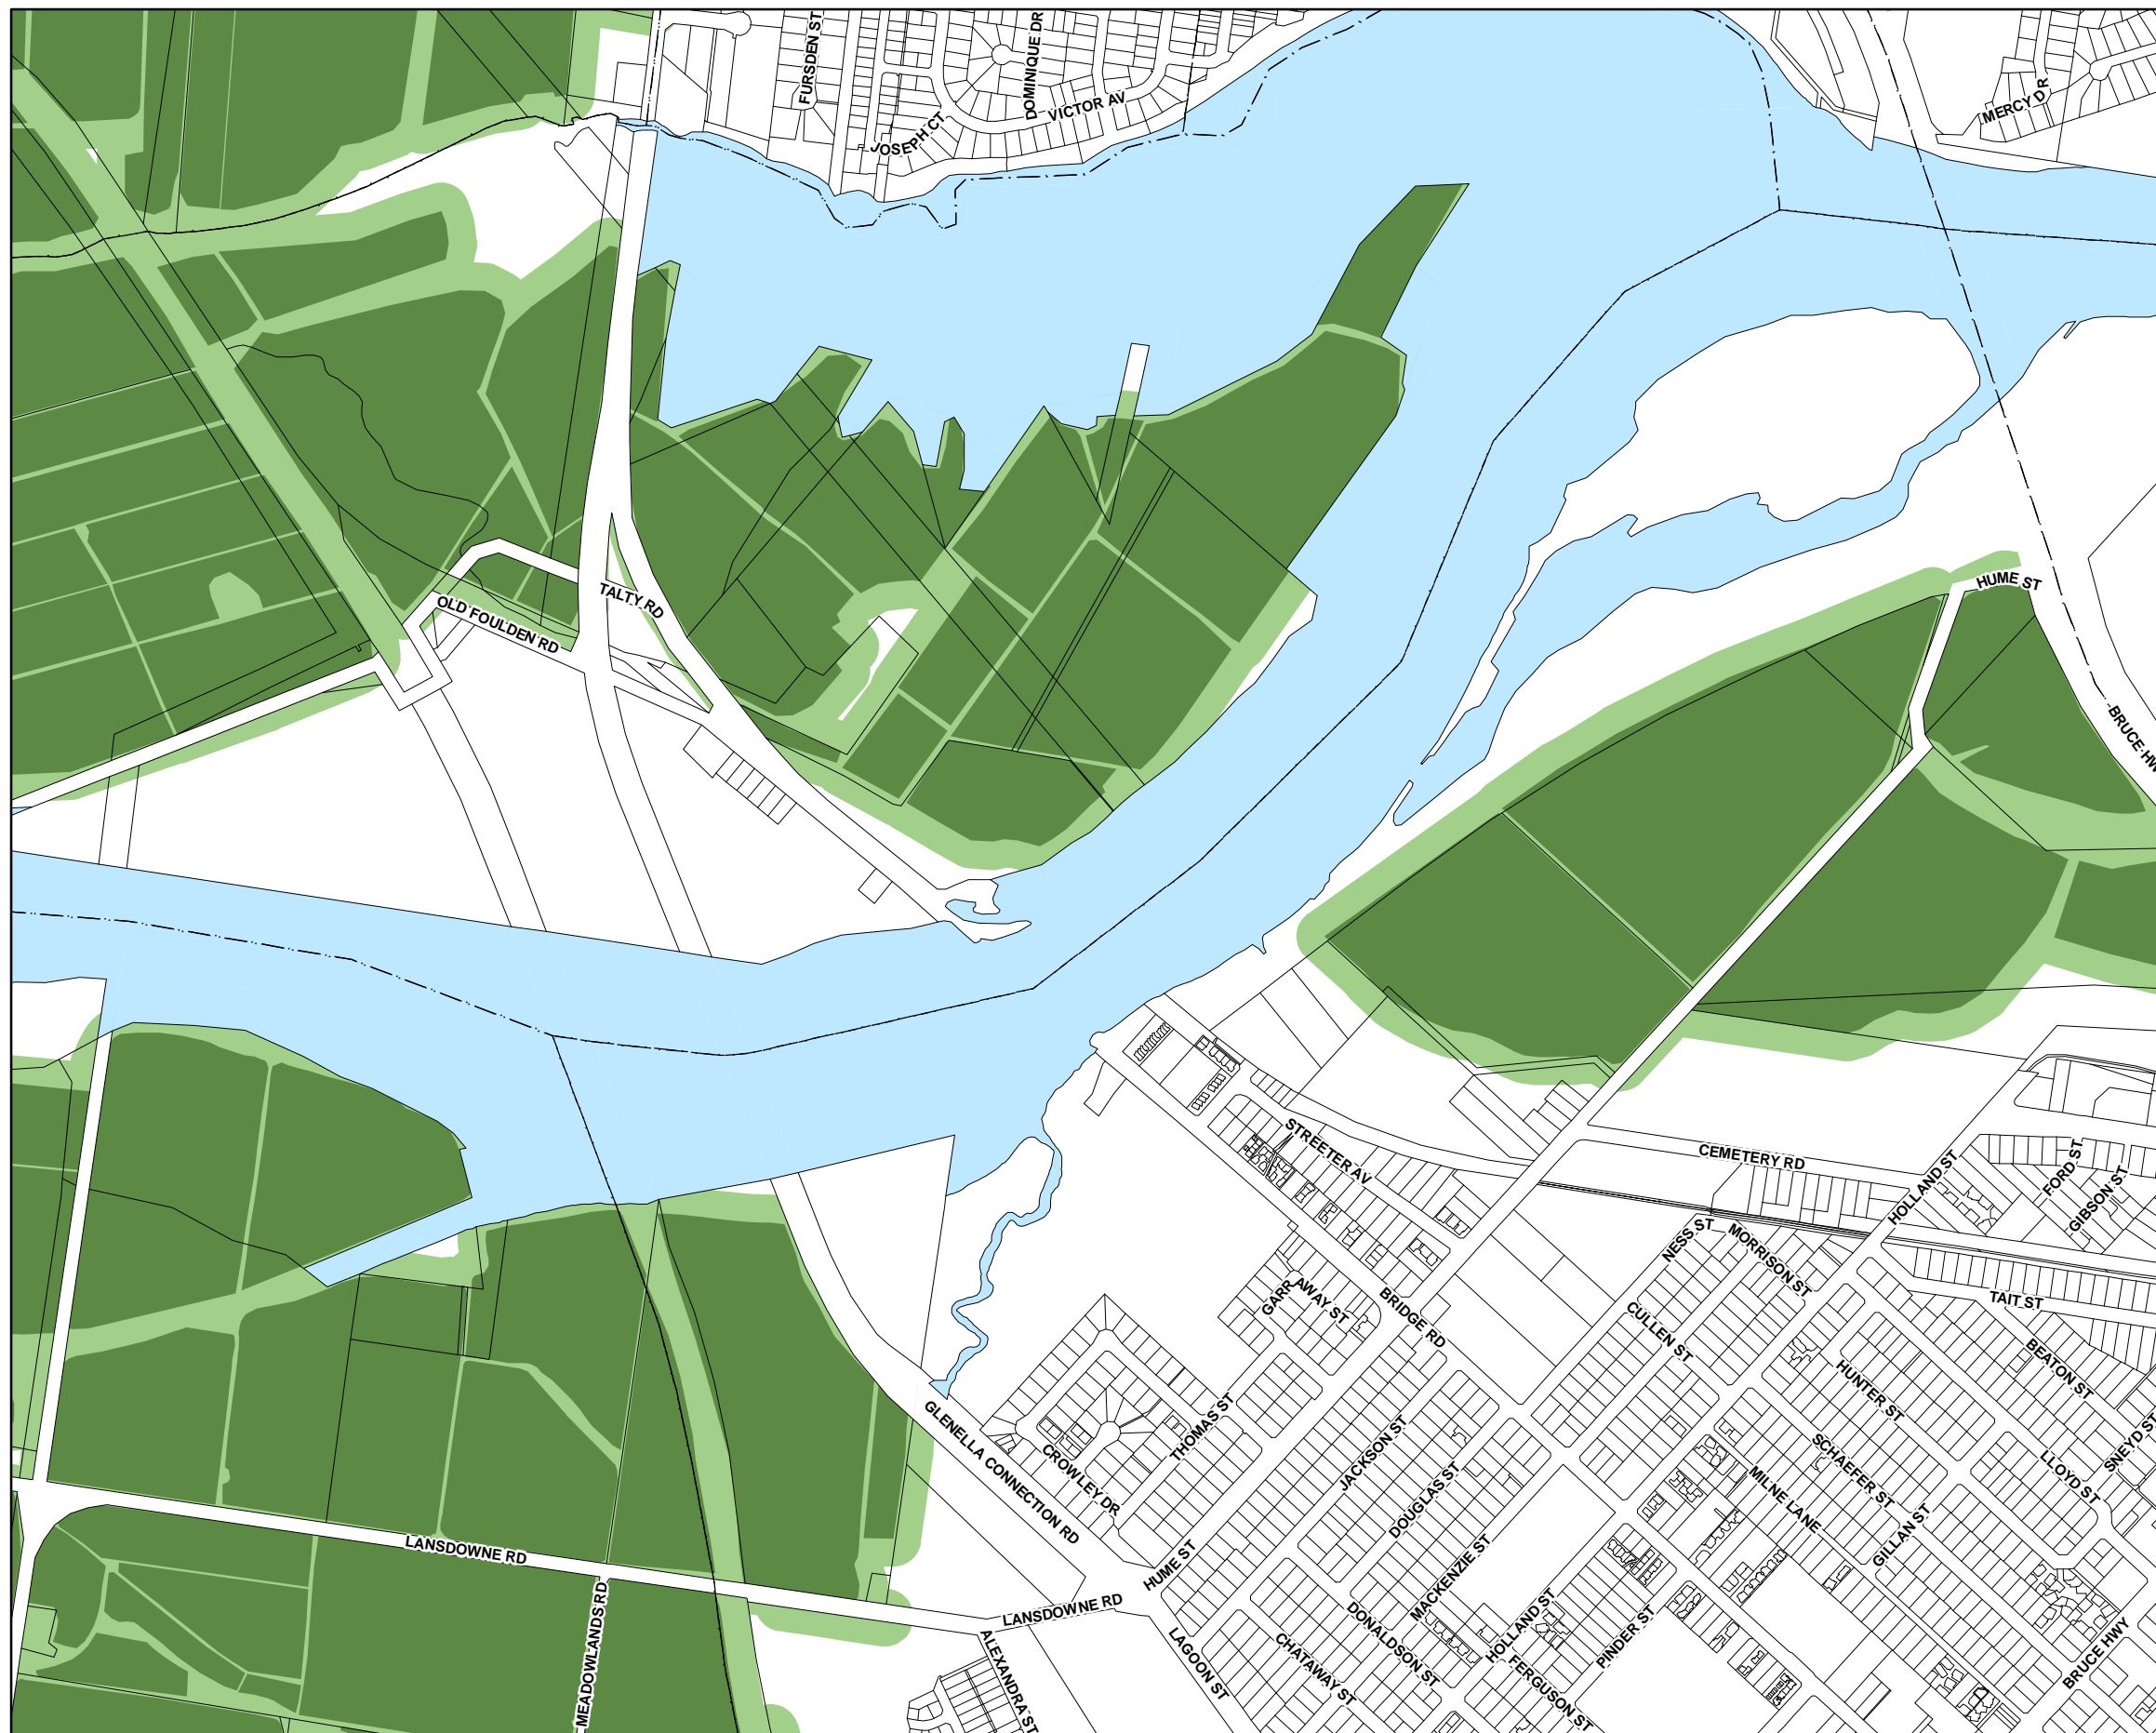 FURSDEN ST
DOMINIQUE DR
VICTOR AV
JOSEPH CT
MERCY DR
TALTY RD
OLD FOULDEN RD
HUME ST
BRUCE HW
STREETER AV
CEMETERY RD
HOLLAND ST
FORD ST
GIBSON ST
NESS ST
MORRISON ST
GARRAWAY ST
BRIDGE RD
CULLEN ST
TAIT ST
BEATON ST
HUNTER ST
GLENELLA CONNECTION RD
CROWLEY DR
THOMAS ST
JACKSON ST
DOUGLAS ST
SCHAEFER ST
MILNE LANE
LLOYD ST
SNEYD ST
GILLAN ST
LANSDOWNE RD
MEADOWLANDS RD
LANSDOWNE RD
HUME ST
MACKENZIE ST
ALEXANDRA ST
LAGOON ST
CHATAWAY ST
DONALDSON ST
HOLLAND ST
FERGUSON ST
PINDER ST
BRUCE HWY